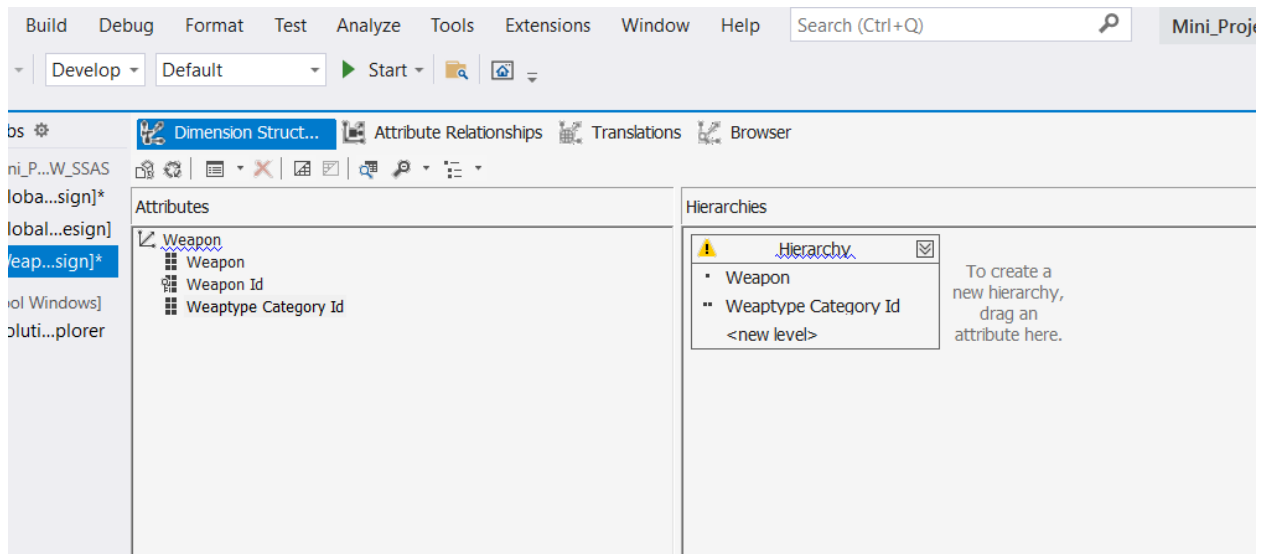 Build Debug Format Test Analyze Tools Extensions Window Help Search (Ctrl+Q) Mini_Proje
Develop Default Start
bs Dimension Struct... Attribute Relationships Translations Browser
ni_P...W_SSAS
loba...sign]*
lobal...esign]
Veap...sign]*
ool Windows]
oluti...plorer
Attributes
Weapon
Weapon
Weapon Id
Weaptype Category Id
Hierarchies
Hierarchy
Weapon
Weaptype Category Id
<new level>
To create a
new hierarchy,
drag an
attribute here.